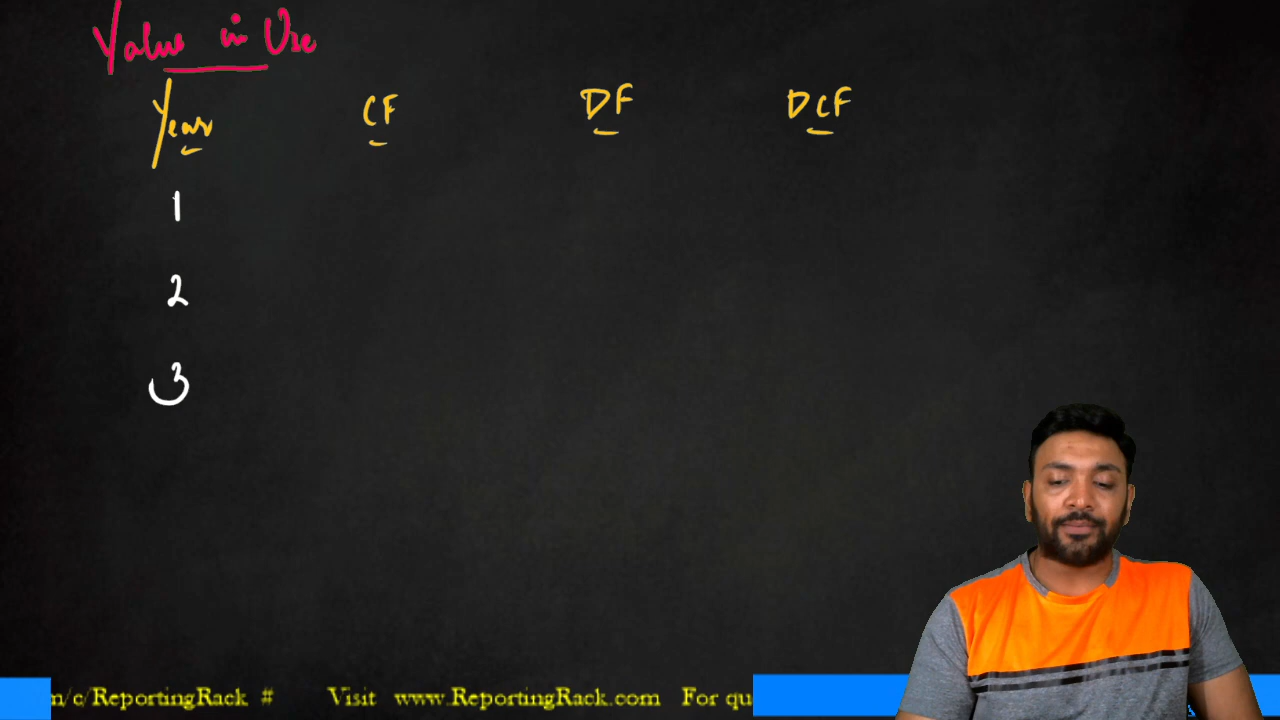 Value in Use
Year CF DF DCF
1
2
3
m/c/ReportingRack # Visit www.ReportingRack.com For qu